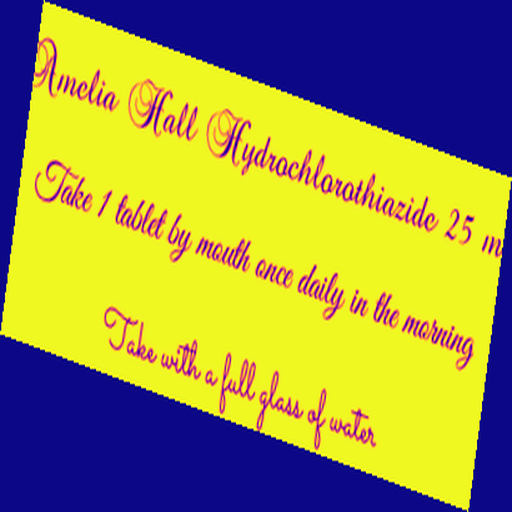 Amelia Hall Hydrochlorothiazide 25 m
Take 1 tablet by mouth once daily in the morning
Take with a full glass of water